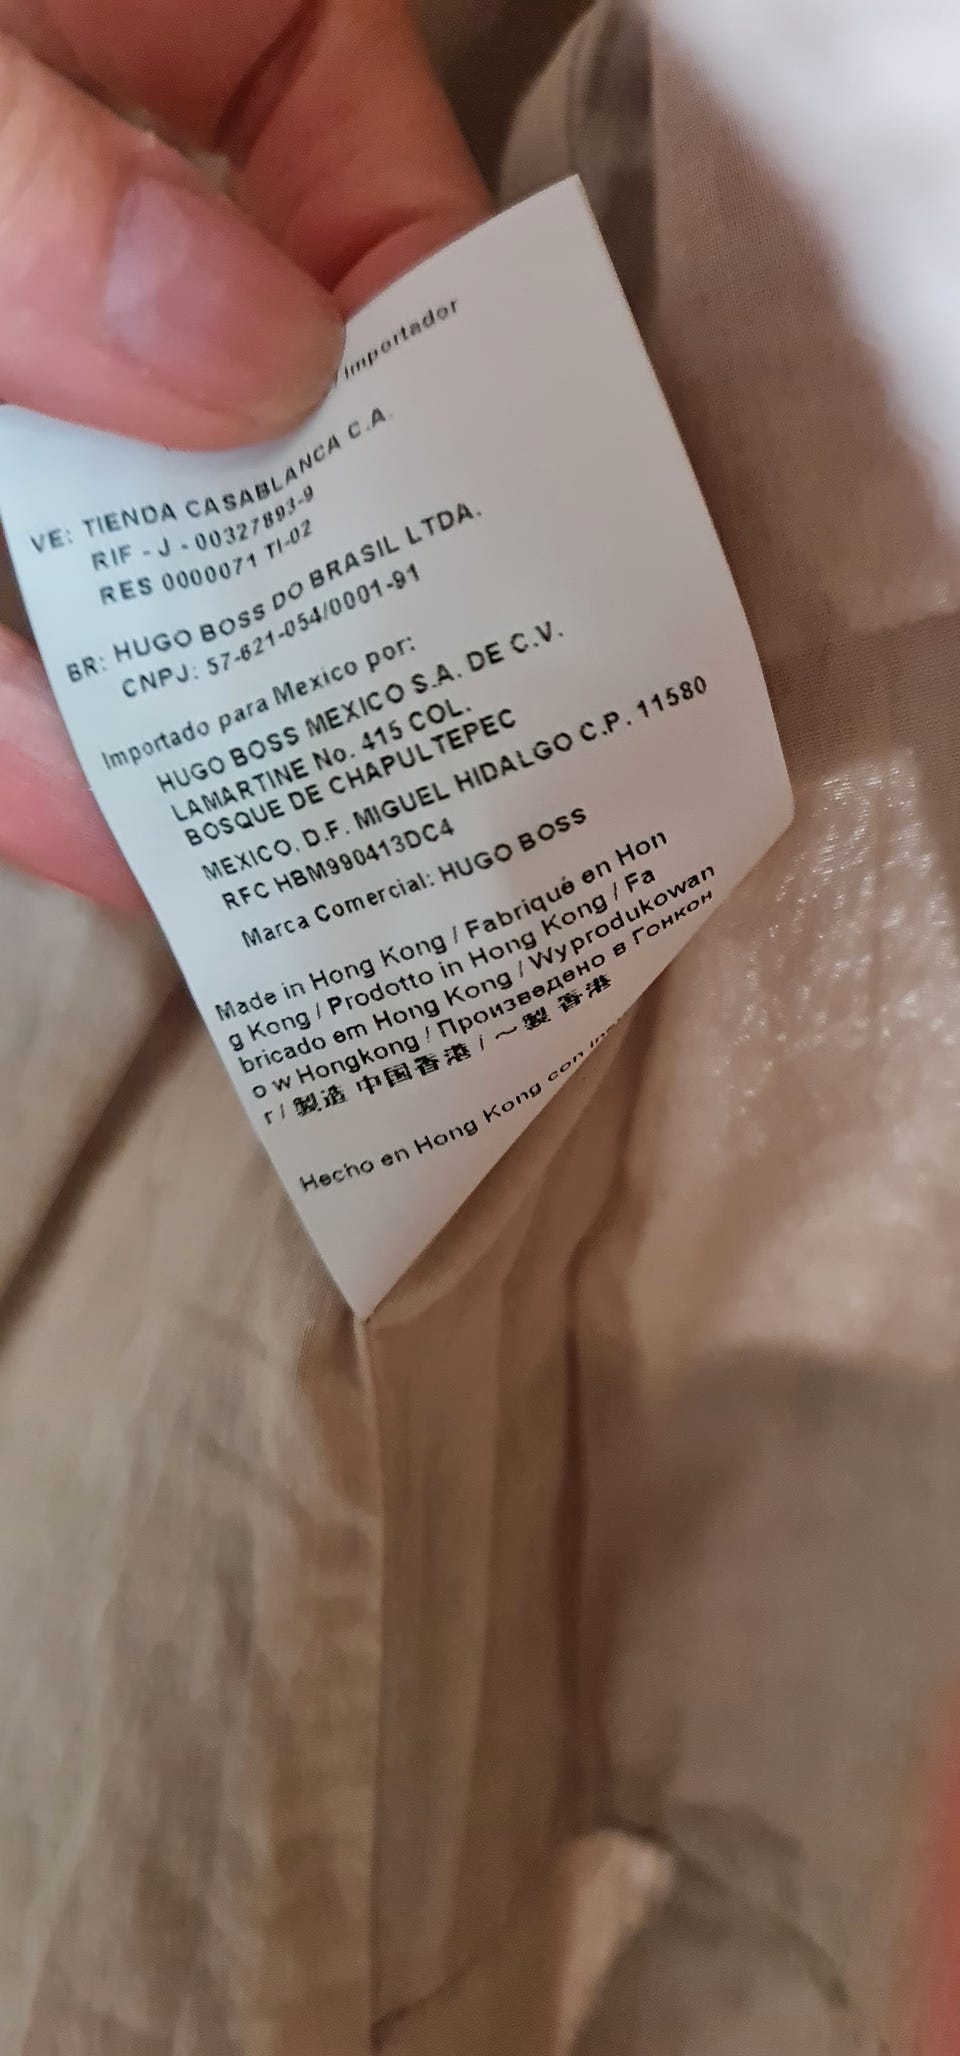 / importador
VE: TIENDA CASABLANCA C.A.
RIF - J - 00327893-9
RES 0000071 TI-02
BR: HUGO BOSS DO BRASIL LTDA.
CNPJ: 57-621-054/0001-91
Importado para Mexico por:
HUGO BOSS MEXICO S.A. DE C.V.
LAMARTINE No. 415 COL.
BOSQUE DE CHAPULTEPEC
MEXICO. D.F. MIGUEL HIDALGO C.P. 11580
RFC HBM990413DC4
Marca Comercial: HUGO BOSS
Made in Hong Kong / Fabriqué en Hon
g Kong / Prodotto in Hong Kong / Fa
bricado em Hong Kong / Wyprodukowan
o w Hongkong / Произведено в Гонкон
г / 製造 中国香港 / ～製 香港
Hecho en Hong Kong con